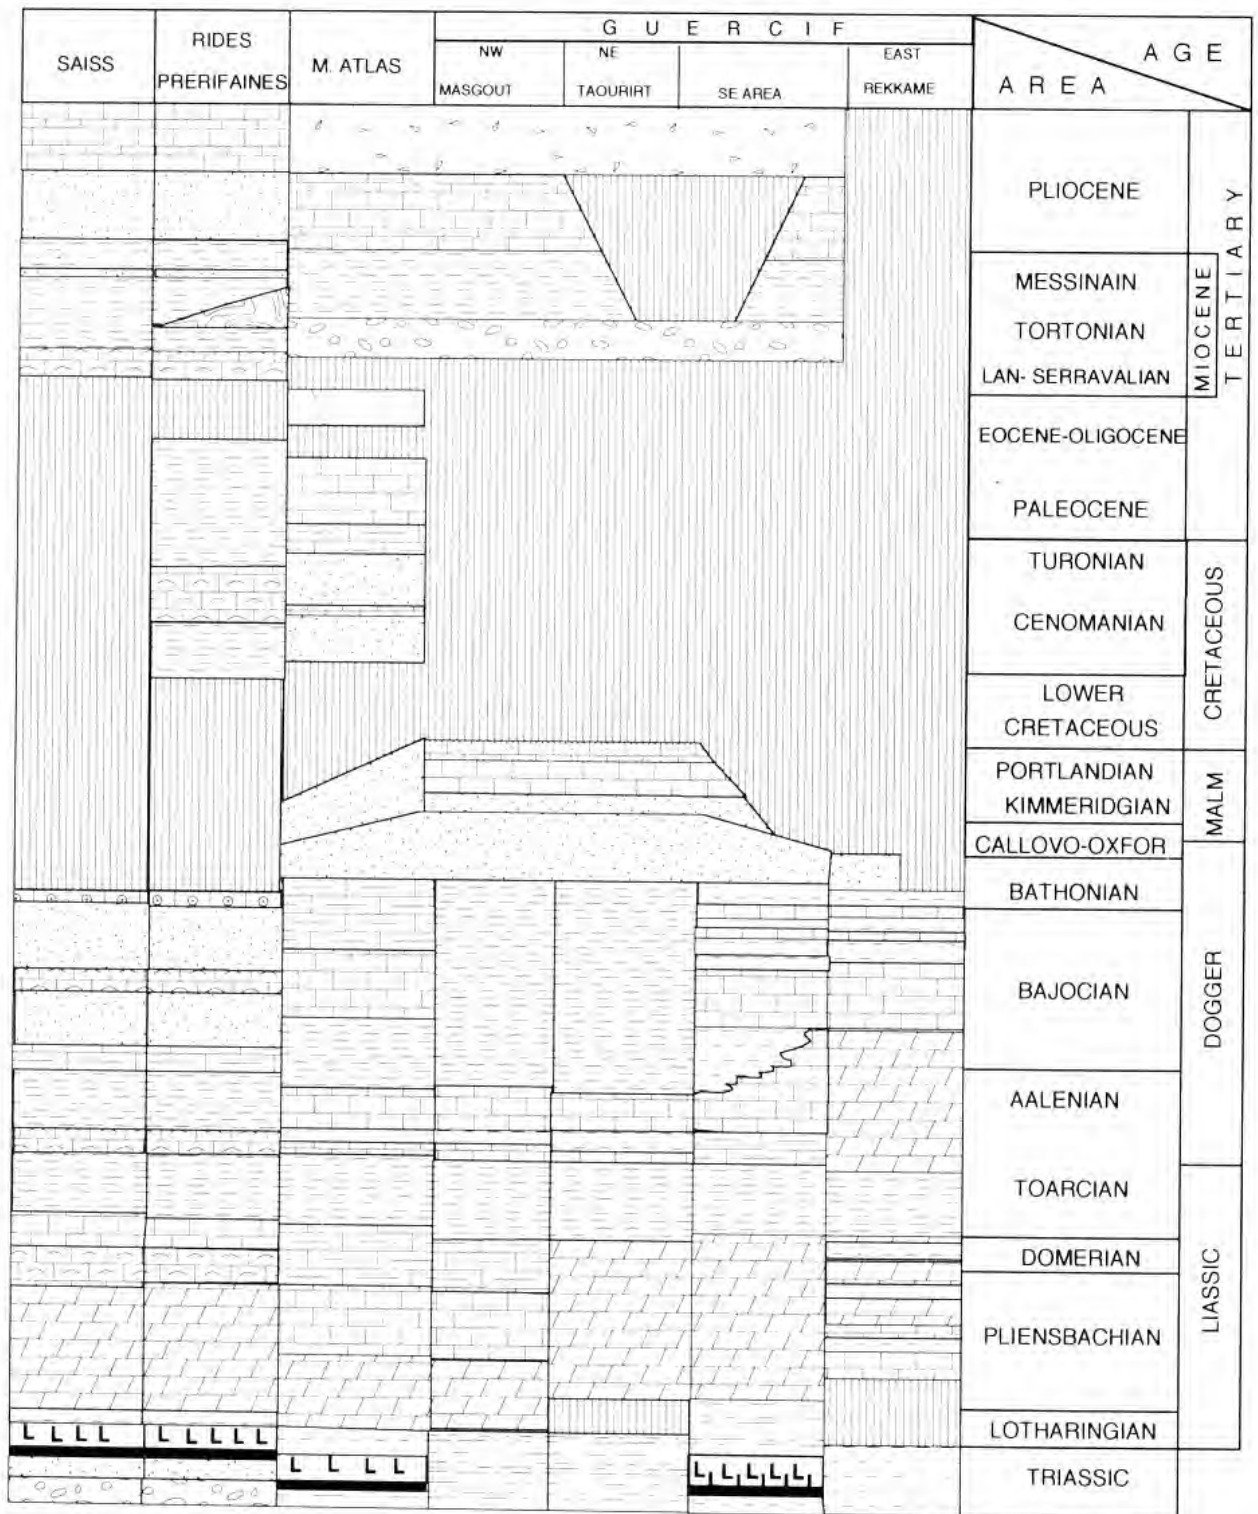 SAISS
RIDES
PRERIFAINES
M. ATLAS
G U E R C I F
NW
MASGOUT
NE
TAOURIRT
SE AREA
EAST
REKKAME
A G E
A R E A
PLIOCENE
MESSINAIN
TORTONIAN
LAN- SERRAVALIAN
MIOCENE
TERTIARY
EOCENE-OLIGOCENE
PALEOCENE
TURONIAN
CENOMANIAN
LOWER
CRETACEOUS
CRETACEOUS
PORTLANDIAN
KIMMERIDGIAN
MALM
CALLOVO-OXFOR
BATHONIAN
BAJOCIAN
DOGGER
AALENIAN
TOARCIAN
DOMERIAN
PLIENSBACHIAN
LIASSIC
LOTHARINGIAN
TRIASSIC
L L L L
L L L L L
L L L L
L L L L L